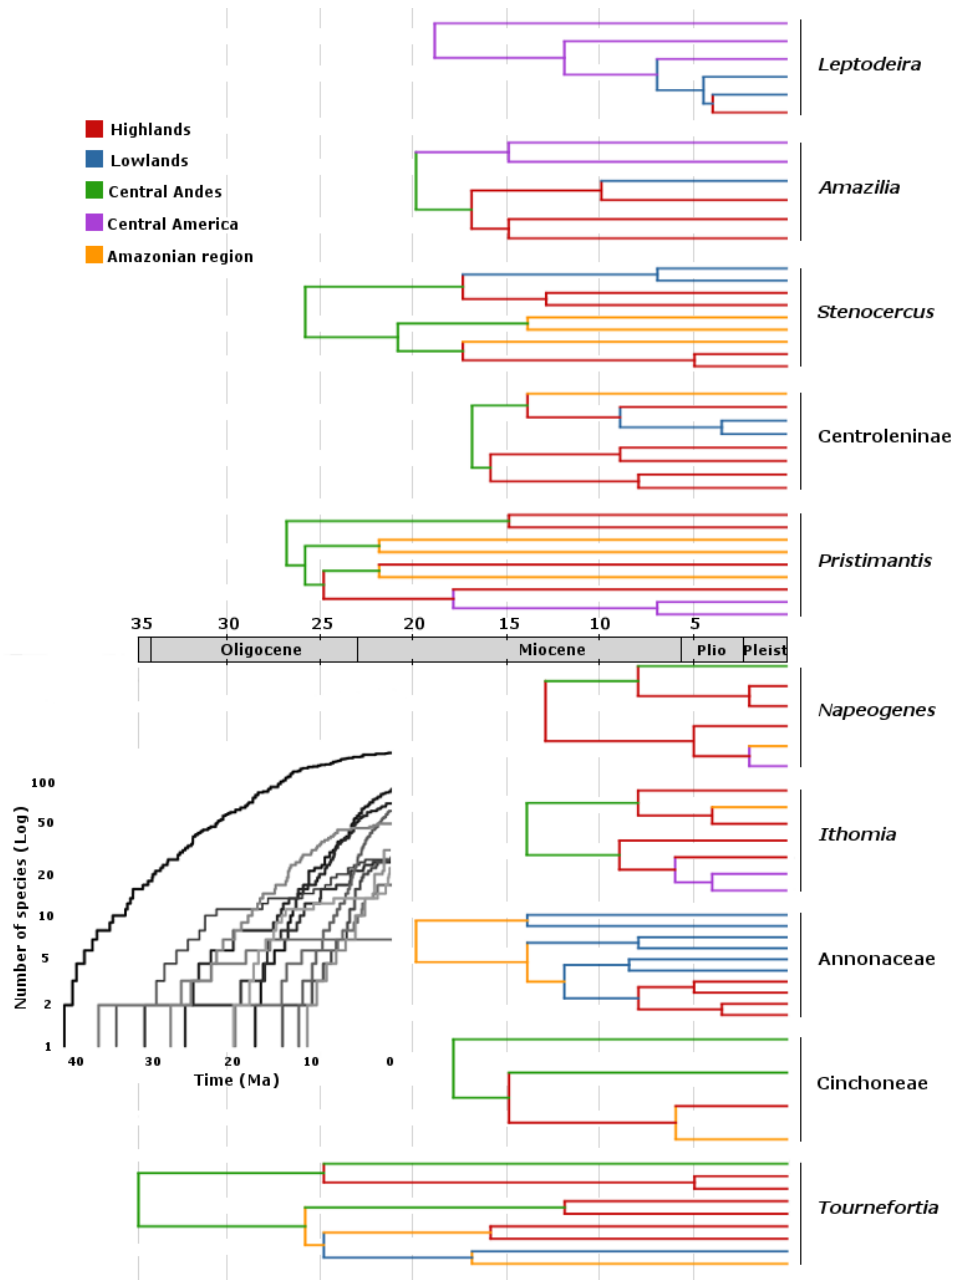 Leptodeira
Highlands
Lowlands
Central Andes
Central America
Amazonian region
Amazilia
Stenocercus
Centroleninae
Pristimantis
35 30 25 20 15 10 5
Oligocene Miocene Plio Pleist
Napeogenes
Number of species (Log)
100
50
20
10
5
2
1
40 30 20 10 0
Time (Ma)
Ithomia
Annonaceae
Cinchoneae
Tournefortia